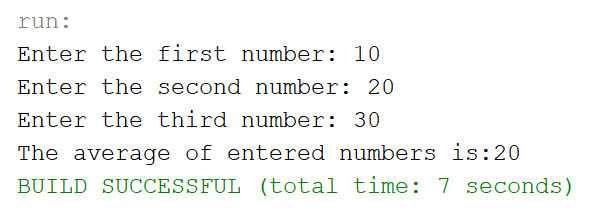 run:
Enter the first number: 10
Enter the second number: 20
Enter the third number: 30
The average of entered numbers is:20
BUILD SUCCESSFUL (total time: 7 seconds)